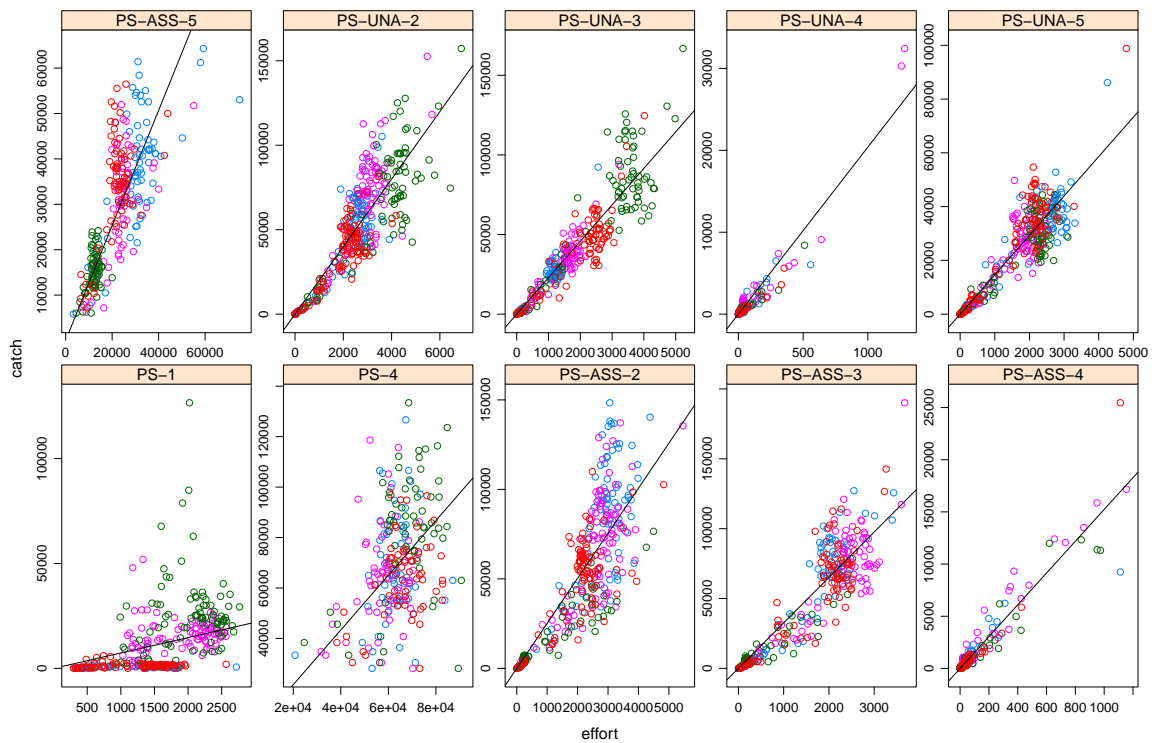 PS−ASS−5 PS−UNA−2 PS−UNA−3 PS−UNA−4 PS−UNA−5
10000 20000 30000 40000 50000 60000
0 50000 100000 150000
0 50000 100000 150000
0 10000 20000 30000
0 20000 40000 60000 80000 100000
0 20000 40000 60000
0 2000 4000 6000
0 1000 2000 3000 4000 5000
0 500 1000
0 1000 2000 3000 4000 5000
catch
PS−1 PS−4 PS−ASS−2 PS−ASS−3 PS−ASS−4
0 50000 100000
40000 60000 80000 100000 120000
0 50000 100000 150000
0 50000 100000 150000
0 5000 10000 15000 20000 25000
500 1000 1500 2000 2500
2e+04 4e+04 6e+04 8e+04
0 1000 2000 3000 4000 5000
0 1000 2000 3000
0 200 400 600 800 1000
effort